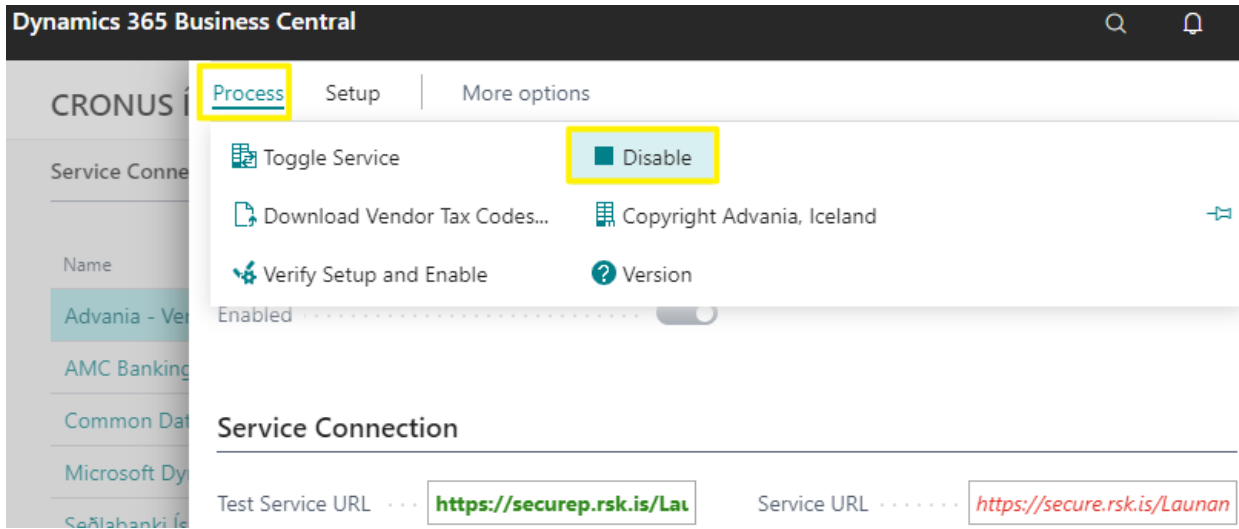 Dynamics 365 Business Central
CRONUS Í
Process Setup More options
Toggle Service Disable
Service Conne
Download Vendor Tax Codes... Copyright Advania, Iceland
Name
Verify Setup and Enable Version
Advania - Ver
Enabled
AMC Banking
Common Dat
Service Connection
Microsoft Dy
Test Service URL https://securep.rsk.is/Lau
Service URL https://secure.rsk.is/Launan
Seðlabanki Ís